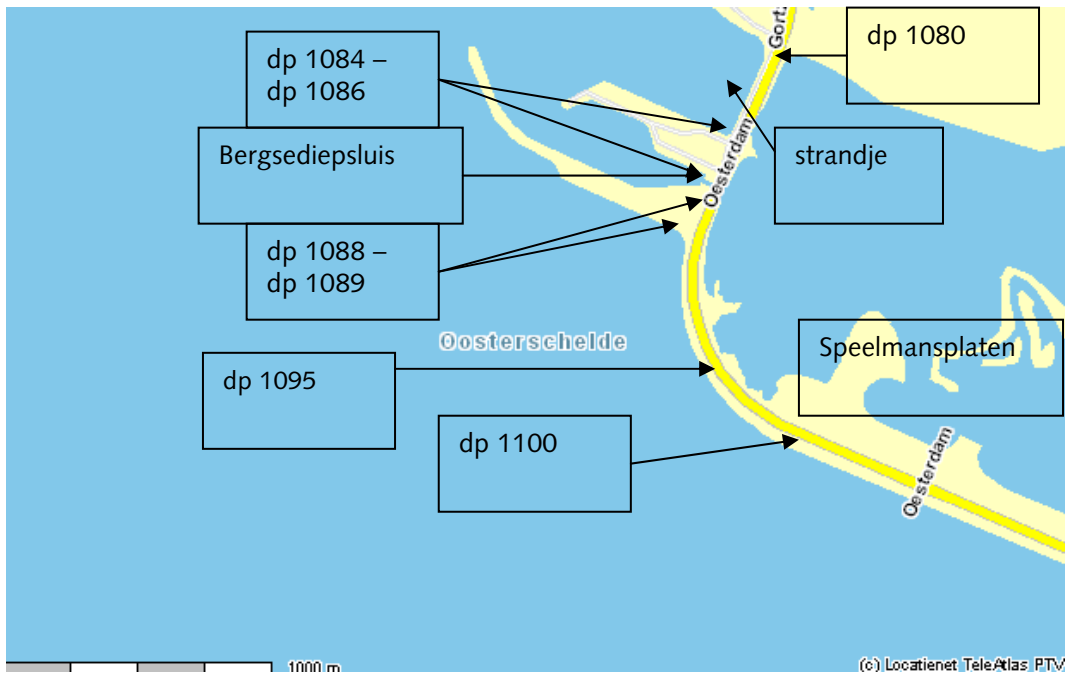 Gort
dp 1080
dp 1084 –
dp 1086
Bergsediepsluis
strandje
Oesterdam
dp 1088 –
dp 1089
Oosterschelde
Speelmansplaten
dp 1095
dp 1100
Oesterdam
1000 m
(c) Locatienet TeleAtlas PTV